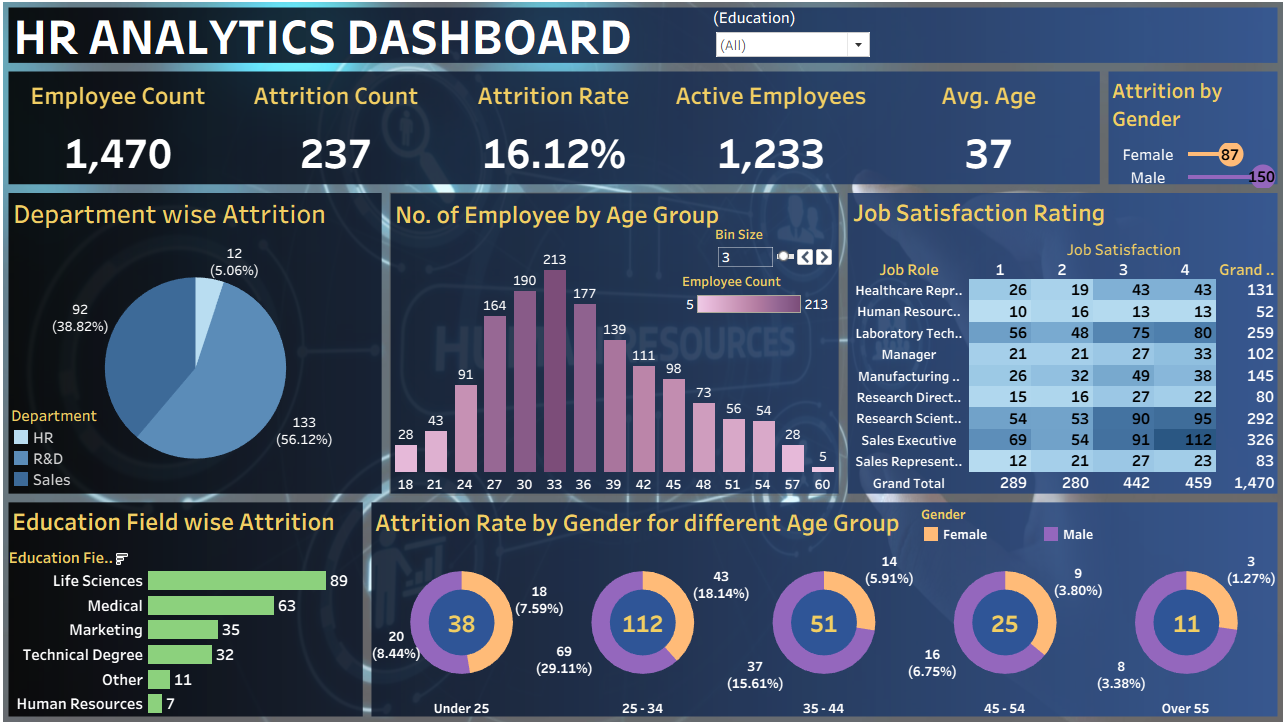 HR ANALYTICS DASHBOARD
(Education)
(All)
Employee Count
1,470
Attrition Count
237
Attrition Rate
16.12%
Active Employees
1,233
Avg. Age
37
Attrition by
Gender
Female 87
Male 150
Department wise Attrition
12
(5.06%)
92
(38.82%)
133
(56.12%)
Department
HR
R&D
Sales
No. of Employee by Age Group
Bin Size
3
Employee Count
5 213
28 43 91 164 190 213 177 139 111 98 73 56 54 28 5
18 21 24 27 30 33 36 39 42 45 48 51 54 57 60
HUMAN RESOURCES
Job Satisfaction Rating
Job Satisfaction
Job Role 1 2 3 4 Grand ..
Healthcare Repr.. 26 19 43 43 131
Human Resourc.. 10 16 13 13 52
Laboratory Tech.. 56 48 75 80 259
Manager 21 21 27 33 102
Manufacturing .. 26 32 49 38 145
Research Direct.. 15 16 27 22 80
Research Scient.. 54 53 90 95 292
Sales Executive 69 54 91 112 326
Sales Represent.. 12 21 27 23 83
Grand Total 289 280 442 459 1,470
Education Field wise Attrition
Education Fie..
Life Sciences 89
Medical 63
Marketing 35
Technical Degree 32
Other 11
Human Resources 7
Attrition Rate by Gender for different Age Group
Gender
Female
Male
38
18
(7.59%)
20
(8.44%)
Under 25
112
43
(18.14%)
69
(29.11%)
25 - 34
51
14
(5.91%)
37
(15.61%)
35 - 44
25
9
(3.80%)
16
(6.75%)
45 - 54
11
3
(1.27%)
8
(3.38%)
Over 55